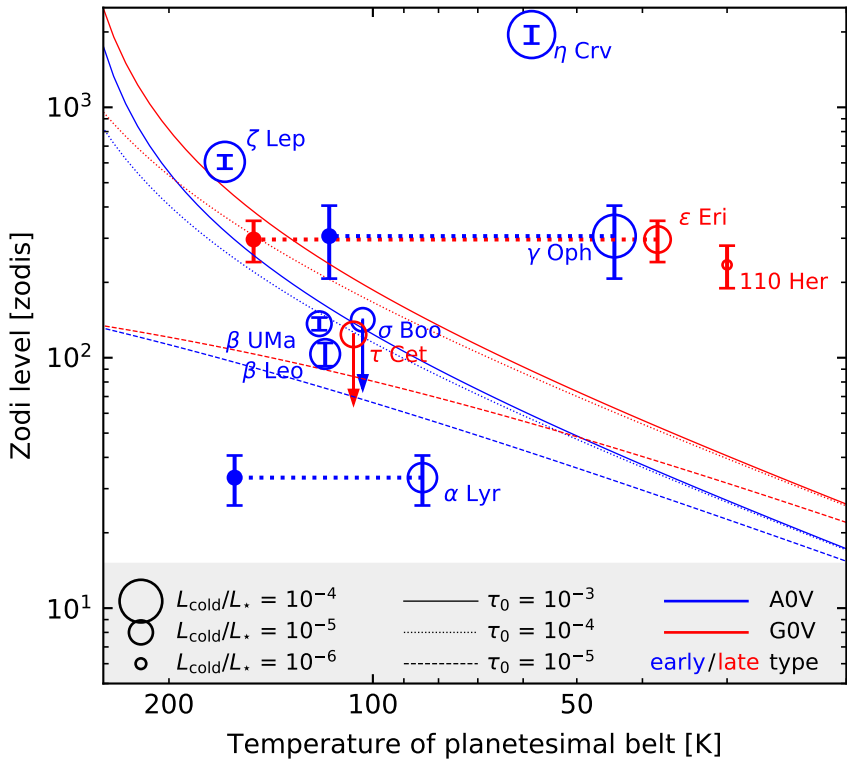 η Crv
10³
ζ Lep
ε Eri
γ Oph
110 Her
σ Boo
β UMa
τ Cet
10²
β Leo
Zodi level [zodis]
α Lyr
L_cold/L⋆ = 10⁻⁴ τ₀ = 10⁻³ A0V
10¹
L_cold/L⋆ = 10⁻⁵ τ₀ = 10⁻⁴ G0V
L_cold/L⋆ = 10⁻⁶ τ₀ = 10⁻⁵ early/late type
200 100 50
Temperature of planetesimal belt [K]